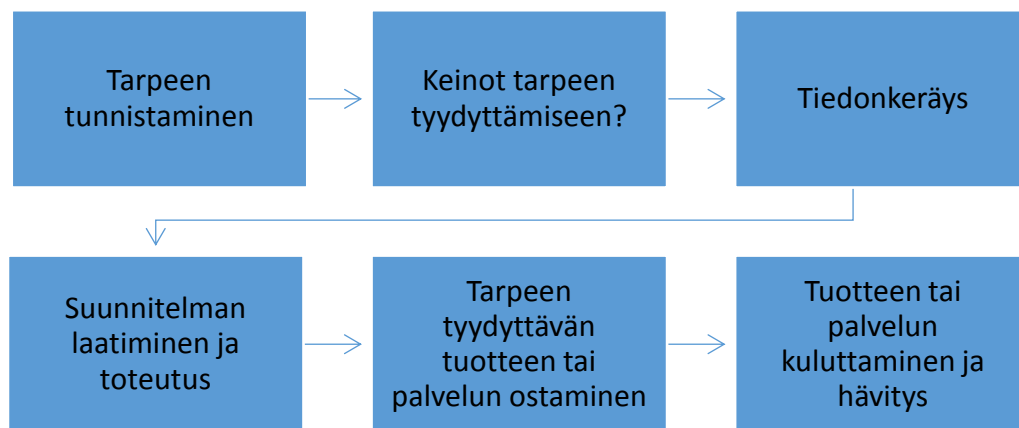 Tarpeen
tunnistaminen
Keinot tarpeen
tyydyttämiseen?
Tiedonkeräys
Suunnitelman
laatiminen ja
toteutus
Tarpeen
tyydyttävän
tuotteen tai
palvelun ostaminen
Tuotteen tai
palvelun
kuluttaminen ja
hävitys